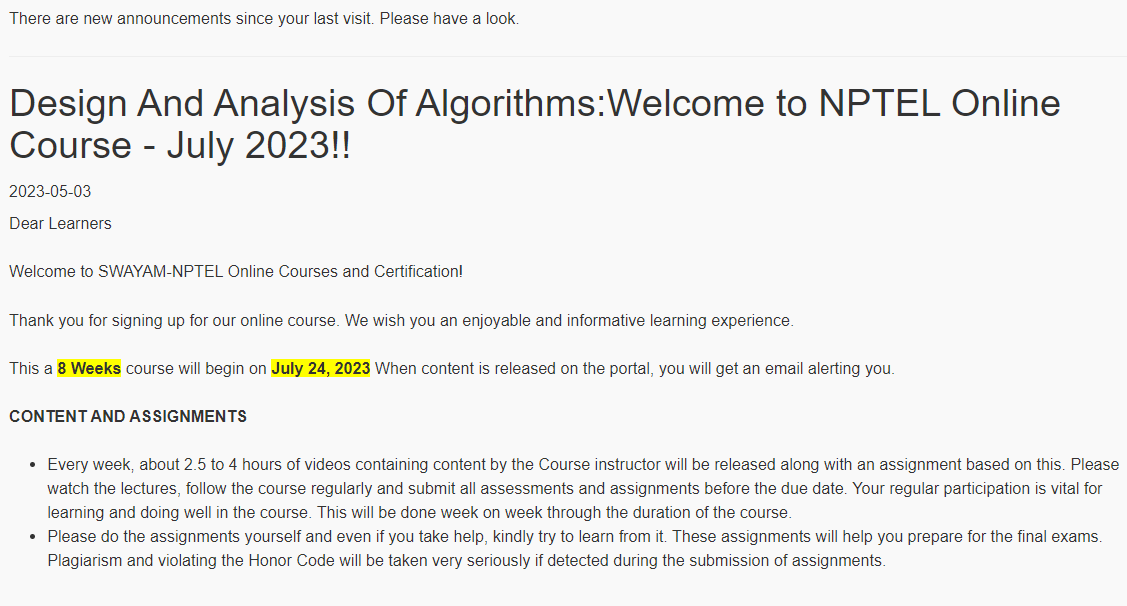 There are new announcements since your last visit. Please have a look.
Design And Analysis Of Algorithms:Welcome to NPTEL Online
Course - July 2023!!
2023-05-03
Dear Learners
Welcome to SWAYAM-NPTEL Online Courses and Certification!
Thank you for signing up for our online course. We wish you an enjoyable and informative learning experience.
This a 8 Weeks course will begin on July 24, 2023 When content is released on the portal, you will get an email alerting you.
CONTENT AND ASSIGNMENTS
• Every week, about 2.5 to 4 hours of videos containing content by the Course instructor will be released along with an assignment based on this. Please
watch the lectures, follow the course regularly and submit all assessments and assignments before the due date. Your regular participation is vital for
learning and doing well in the course. This will be done week on week through the duration of the course.
• Please do the assignments yourself and even if you take help, kindly try to learn from it. These assignments will help you prepare for the final exams.
Plagiarism and violating the Honor Code will be taken very seriously if detected during the submission of assignments.